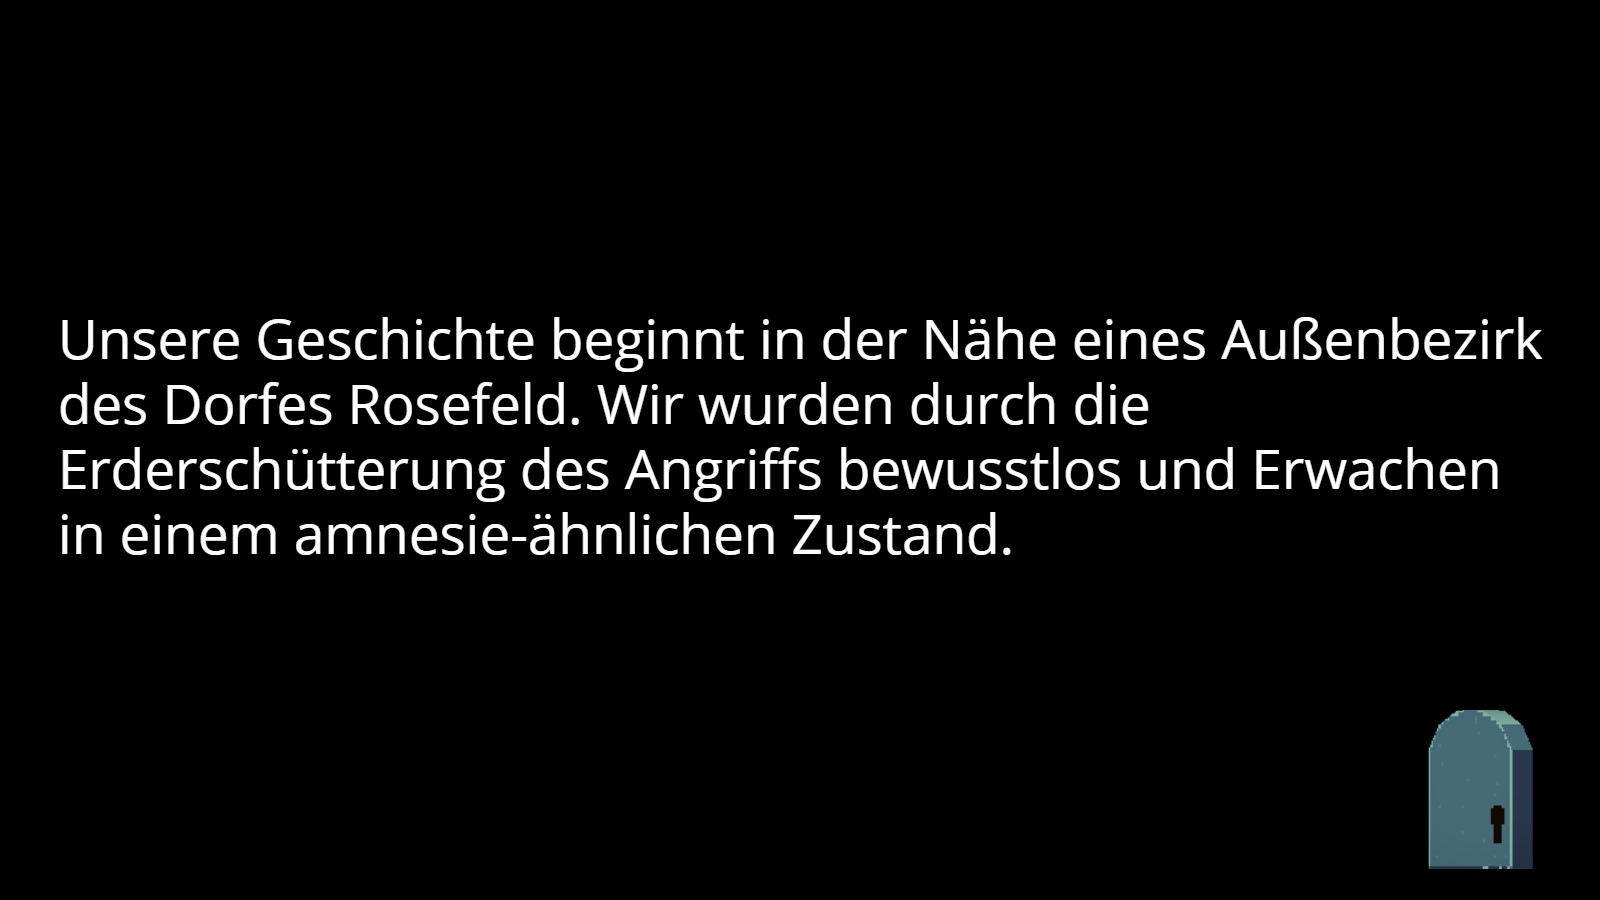 Unsere Geschichte beginnt in der Nähe eines Außenbezirk
des Dorfes Rosefeld. Wir wurden durch die
Erderschütterung des Angriffs bewusstlos und Erwachen
in einem amnesie-ähnlichen Zustand.